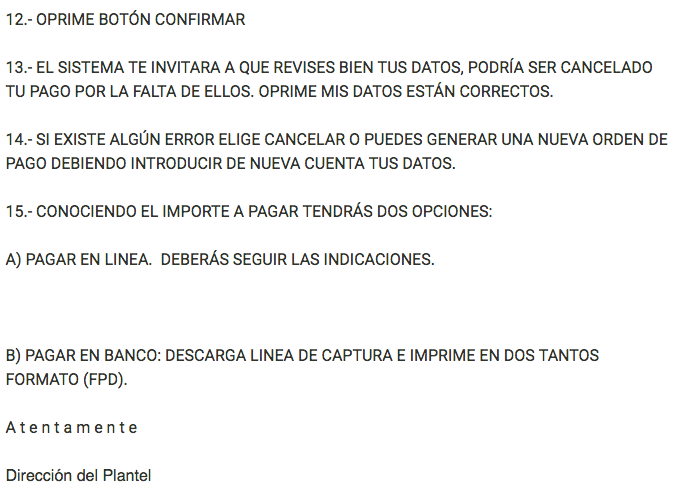 12.- OPRIME BOTÓN CONFIRMAR
13.- EL SISTEMA TE INVITARA A QUE REVISES BIEN TUS DATOS, PODRÍA SER CANCELADO
TU PAGO POR LA FALTA DE ELLOS. OPRIME MIS DATOS ESTÁN CORRECTOS.
14.- SI EXISTE ALGÚN ERROR ELIGE CANCELAR O PUEDES GENERAR UNA NUEVA ORDEN DE
PAGO DEBIENDO INTRODUCIR DE NUEVA CUENTA TUS DATOS.
15.- CONOCIENDO EL IMPORTE A PAGAR TENDRÁS DOS OPCIONES:
A) PAGAR EN LINEA.  DEBERÁS SEGUIR LAS INDICACIONES.
B) PAGAR EN BANCO: DESCARGA LINEA DE CAPTURA E IMPRIME EN DOS TANTOS
FORMATO (FPD).
A t e n t a m e n t e
Dirección del Plantel